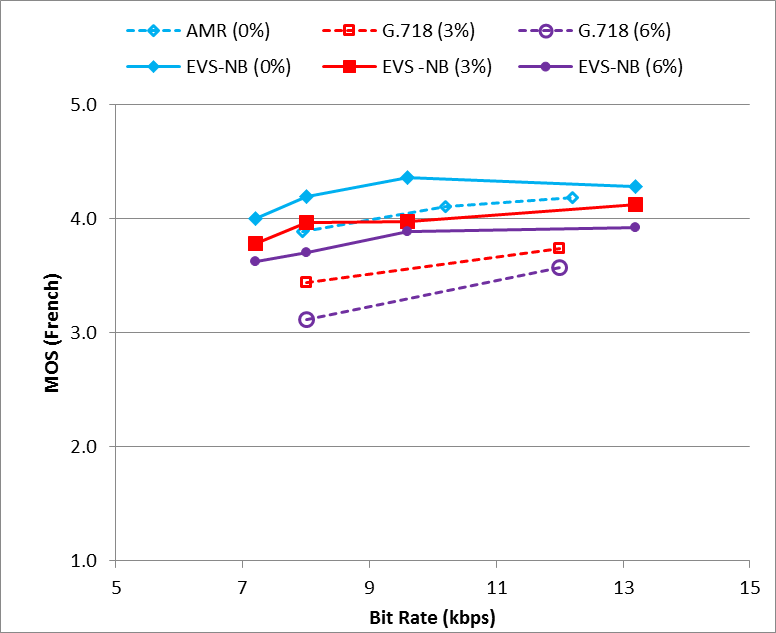 AMR (0%) G.718 (3%) G.718 (6%)
EVS-NB (0%) EVS -NB (3%) EVS-NB (6%)
5.0
4.0
3.0
2.0
1.0
MOS (French)
5 7 9 11 13 15
Bit Rate (kbps)